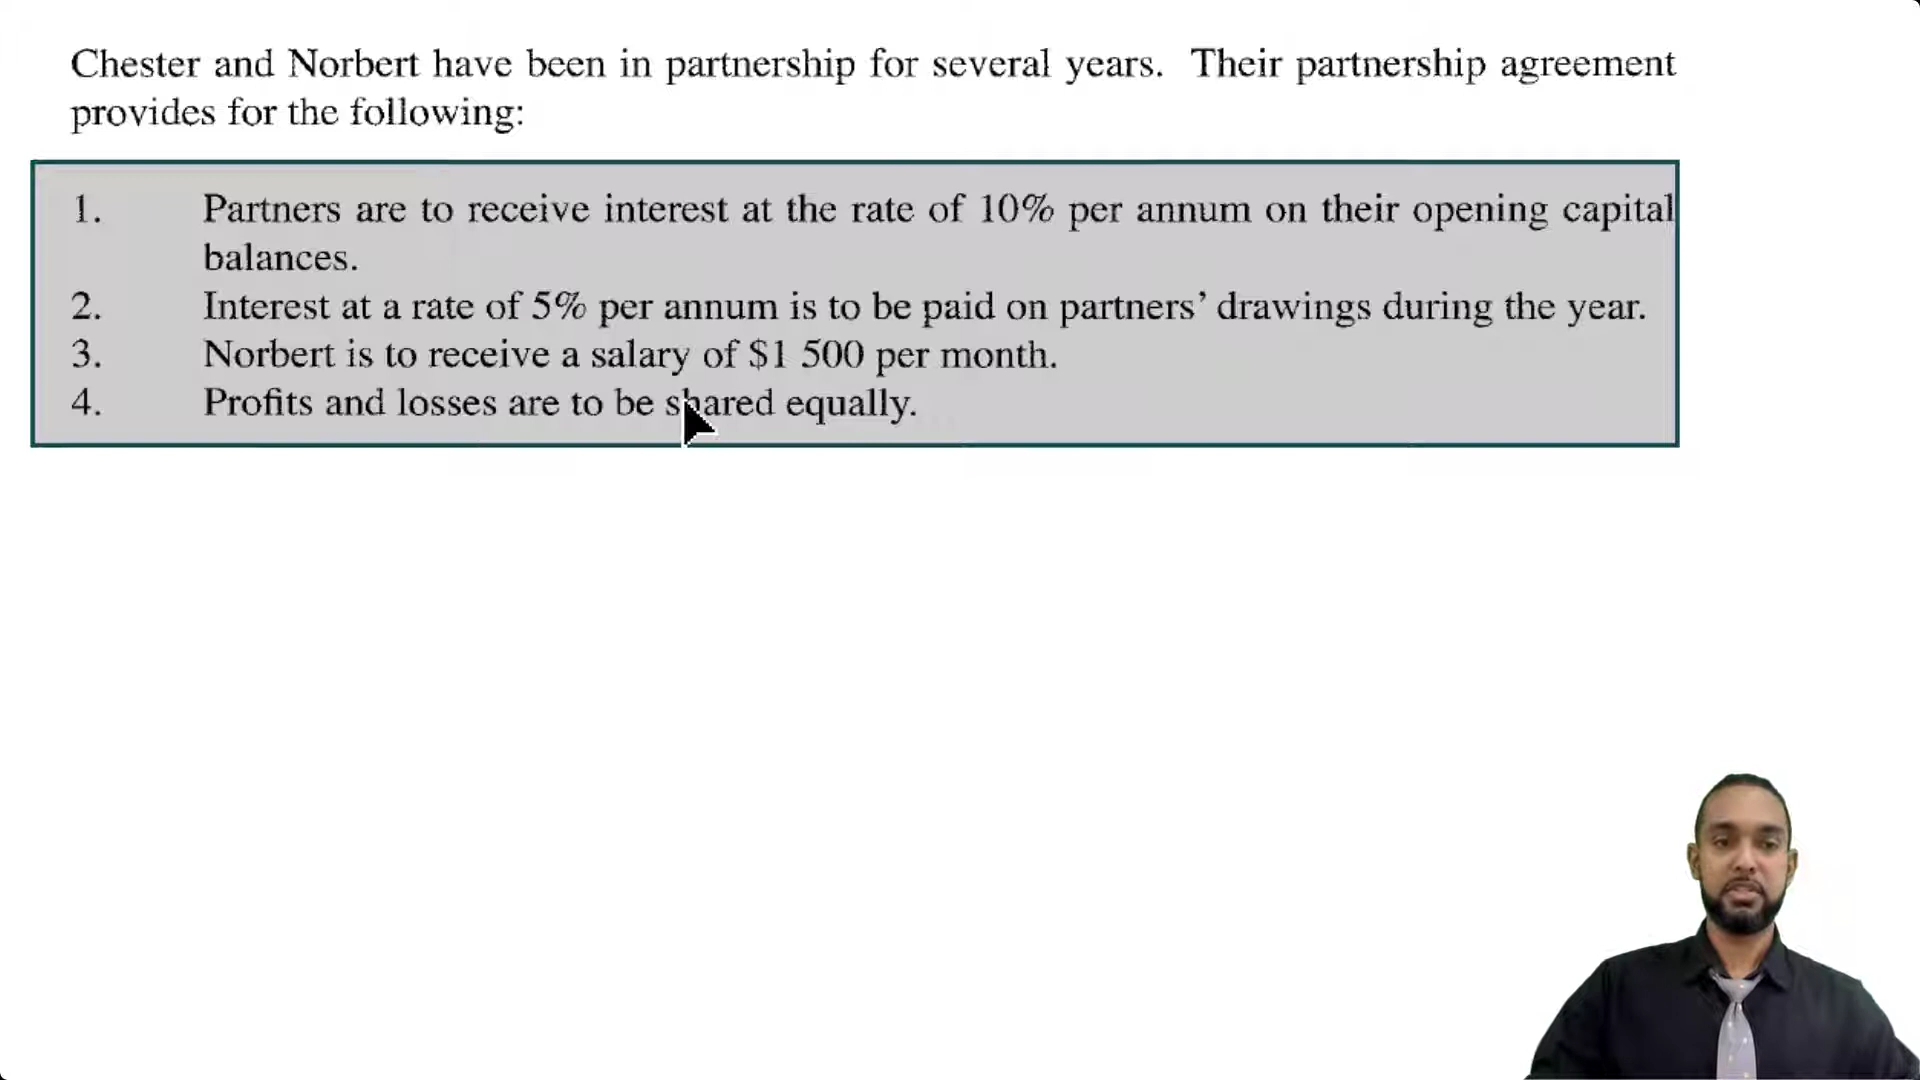 Chester and Norbert have been in partnership for several years. Their partnership agreement
provides for the following:
1. Partners are to receive interest at the rate of 10% per annum on their opening capital
balances.
2. Interest at a rate of 5% per annum is to be paid on partners’ drawings during the year.
3. Norbert is to receive a salary of $1 500 per month.
4. Profits and losses are to be shared equally.